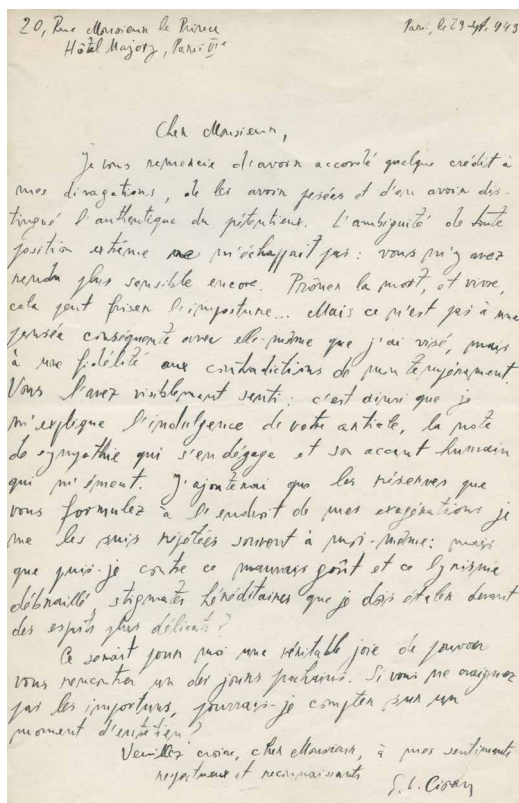 20, Rue Monsieur le Prince
Hôtel Majory, Paris VIe
Paris, le 29 sept. 1949
Cher Monsieur,
Je vous remercie d'avoir accordé quelque crédit à
mes divagations, de les avoir pesées et d'en avoir dis-
tingué l'authentique du prétentieux. L'ambiguïté de toute
position extrême ne m'échappait pas : vous m'y avez
rendu plus sensible encore. Prôner la mort, et vivre,
cela peut friser l'imposture... Mais ce n'est pas à une
pensée conséquente avec elle-même que j'ai visé, mais
à une fidélité aux contradictions de mon tempérament.
Vous l'avez visiblement senti ; c'est ainsi que je
m'explique l'indulgence de votre article, la note
de sympathie qui s'en dégage et son accent humain
qui m'émeut. J'ajouterai que les réserves que
vous formulez à l'endroit de mes exagérations je
me les suis répétées souvent à moi-même : mais
que puis-je contre ce mauvais goût et ce lyrisme
débraillé, stigmates héréditaires que je dois étaler devant
des esprits plus délicats ?
Ce serait pour moi une véritable joie de pouvoir
vous rencontrer un des jours prochains. Si vous ne craignez
pas les importuns, pourrais-je compter sur un
moment d'entretien ?
Veuillez croire, cher Monsieur, à mes sentiments
respectueux et reconnaissants
E. C. Cioran